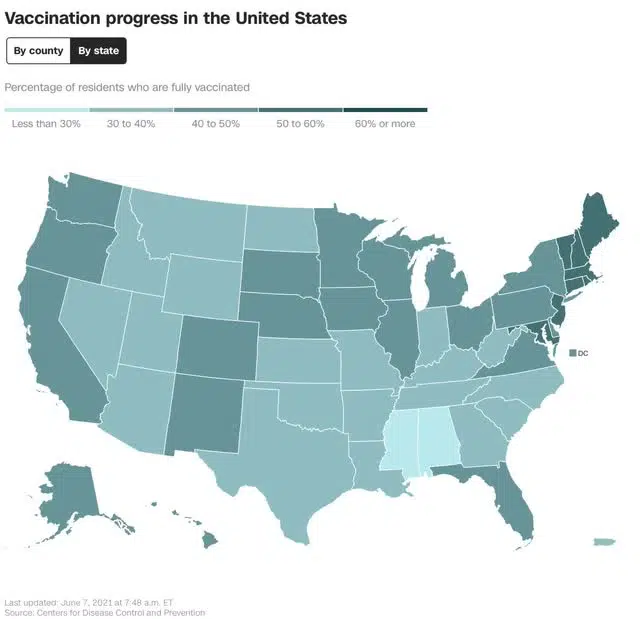 Vaccination progress in the United States
By county By state
Percentage of residents who are fully vaccinated
Less than 30% 30 to 40% 40 to 50% 50 to 60% 60% or more
DC
Last updated: June 7, 2021 at 7:48 a.m. ET
Source: Centers for Disease Control and Prevention